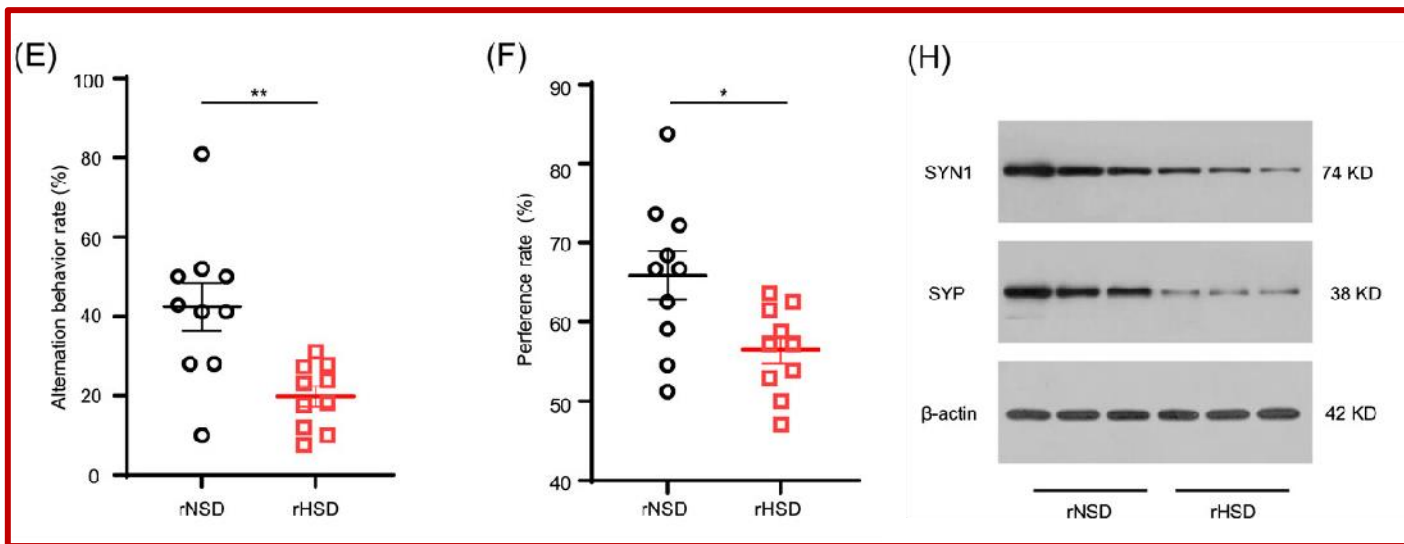 (E)
Alternation behavior rate (%)
100
80
60
40
20
0
**
rNSD
rHSD
(F)
Perference rate (%)
90
80
70
60
50
40
*
rNSD
rHSD
(H)
SYN1
74 KD
SYP
38 KD
β-actin
42 KD
rNSD
rHSD